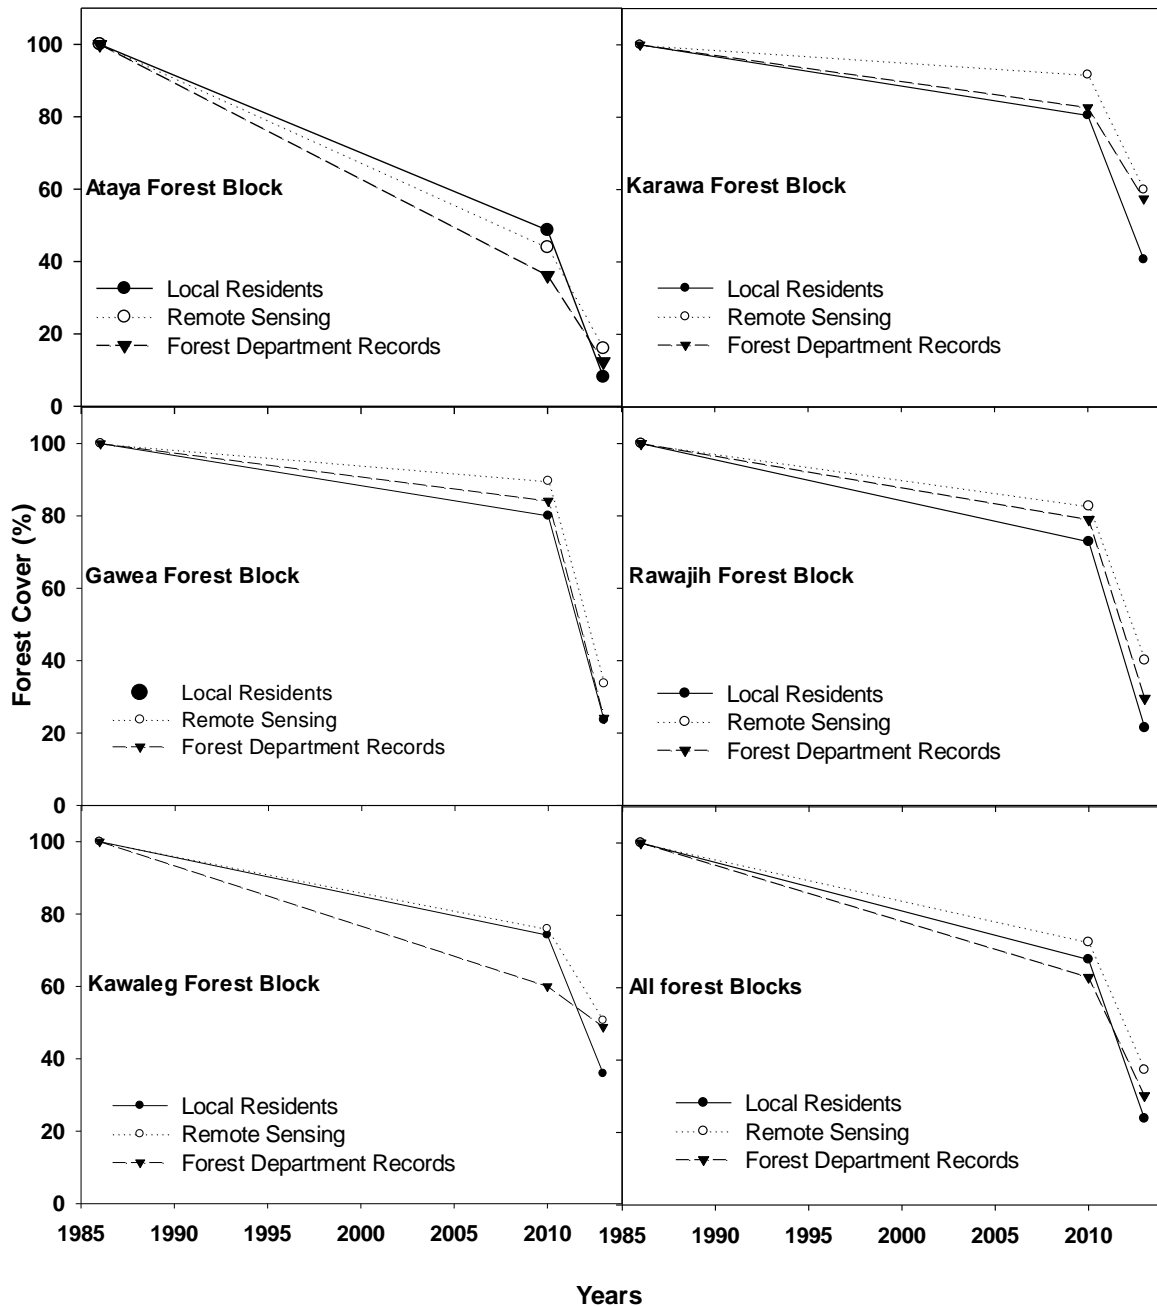 100
80
60
40
20
0
Ataya Forest Block
Local Residents
Remote Sensing
Forest Department Records
Karawa Forest Block
Local Residents
Remote Sensing
Forest Department Records
Forest Cover (%)
100
80
60
40
20
0
Gawea Forest Block
Local Residents
Remote Sensing
Forest Department Records
Rawajih Forest Block
Local Residents
Remote Sensing
Forest Department Records
100
80
60
40
20
0
Kawaleg Forest Block
Local Residents
Remote Sensing
Forest Department Records
All forest Blocks
Local Residents
Remote Sensing
Forest Department Records
1985 1990 1995 2000 2005 2010 1985 1990 1995 2000 2005 2010
Years